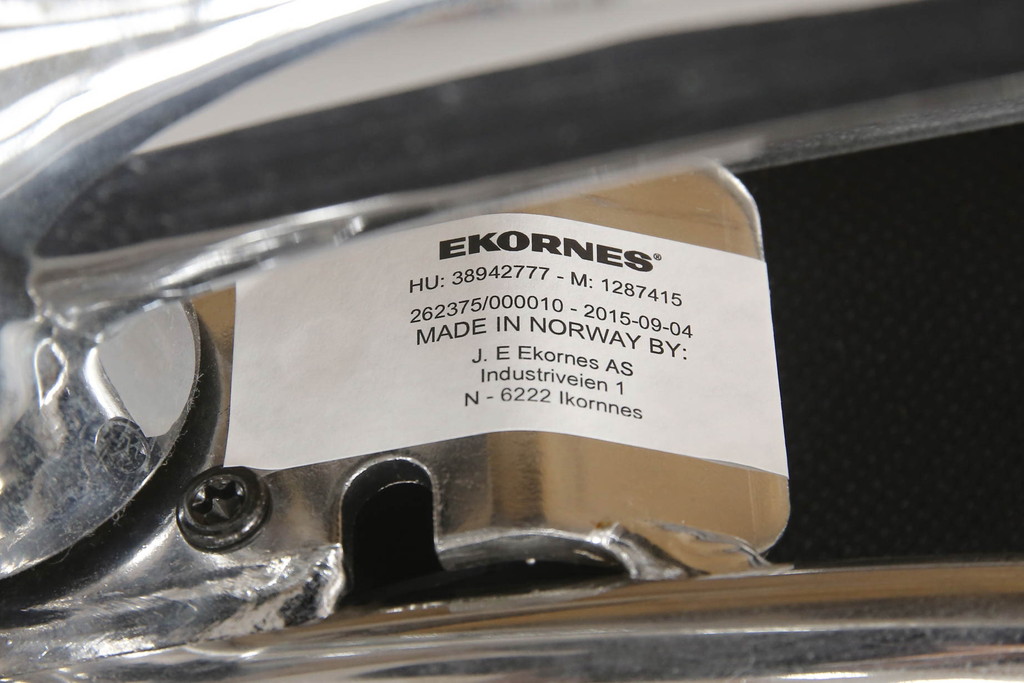 EKORNES®
HU: 38942777 - M: 1287415
262375/000010 - 2015-09-04
MADE IN NORWAY BY:
J. E Ekornes AS
Industriveien 1
N - 6222 Ikornnes